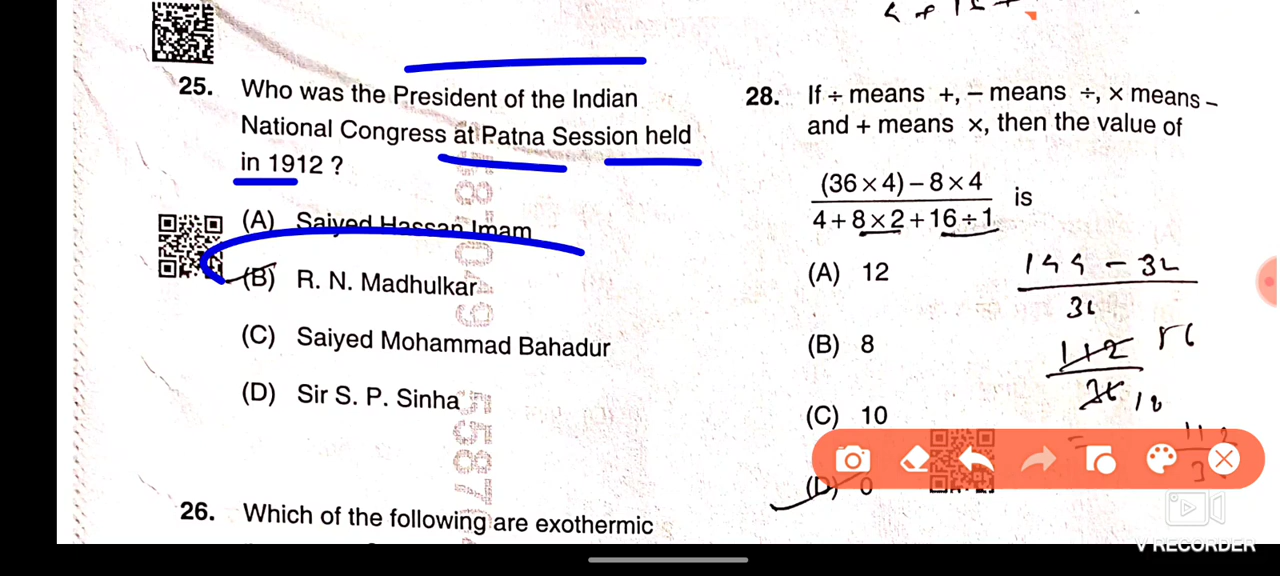 25. Who was the President of the Indian
National Congress at Patna Session held
in 1912 ?
(A) Saiyed Hassan Imam
(B) R. N. Madhulkar
(C) Saiyed Mohammad Bahadur
(D) Sir S. P. Sinha
26. Which of the following are exothermic
28. If ÷ means +, – means ÷, × means –
and + means ×, then the value of
(36 × 4) – 8 × 4
4 + 8 × 2 + 16 ÷ 1
is
(A) 12
(B) 8
(C) 10
(D) 0
112
18
V RECORDER